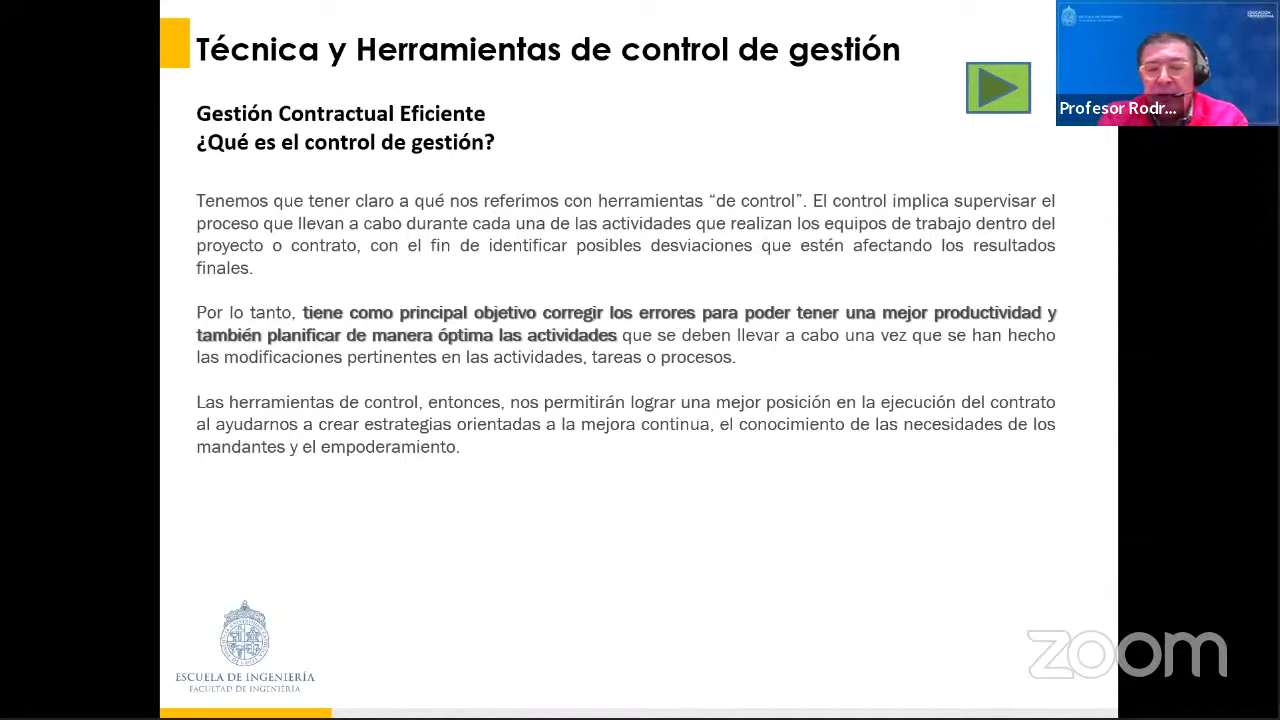 Técnica y Herramientas de control de gestión
Gestión Contractual Eficiente
¿Qué es el control de gestión?
Tenemos que tener claro a qué nos referimos con herramientas “de control”. El control implica supervisar el
proceso que llevan a cabo durante cada una de las actividades que realizan los equipos de trabajo dentro del
proyecto o contrato, con el fin de identificar posibles desviaciones que estén afectando los resultados
finales.
Por lo tanto, tiene como principal objetivo corregir los errores para poder tener una mejor productividad y
también planificar de manera óptima las actividades que se deben llevar a cabo una vez que se han hecho
las modificaciones pertinentes en las actividades, tareas o procesos.
Las herramientas de control, entonces, nos permitirán lograr una mejor posición en la ejecución del contrato
al ayudarnos a crear estrategias orientadas a la mejora continua, el conocimiento de las necesidades de los
mandantes y el empoderamiento.
ESCUELA DE INGENIERÍA
FACULTAD DE INGENIERÍA
Profesor Rodr...
zoom